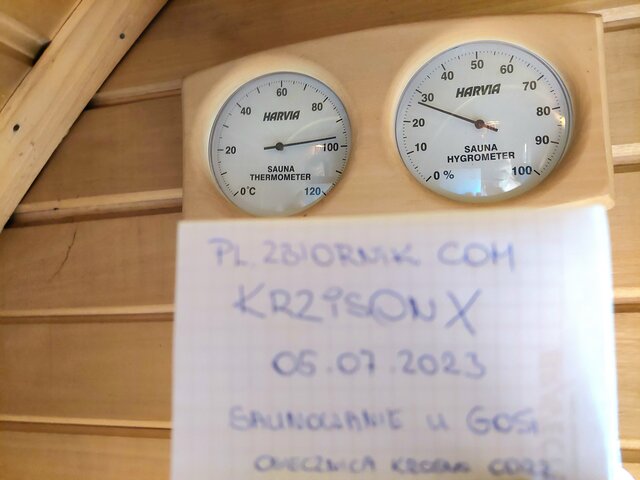 60
40
80
HARVIA
20
100
SAUNA
THERMOMETER
0°C
120
50
40
60
30
HARVIA
70
20
80
10
SAUNA
HYGROMETER
90
0 %
100
PL.ZBIORNIK COM
KRZISONX
05.07.2023
SAUNOWANIE U GOSI